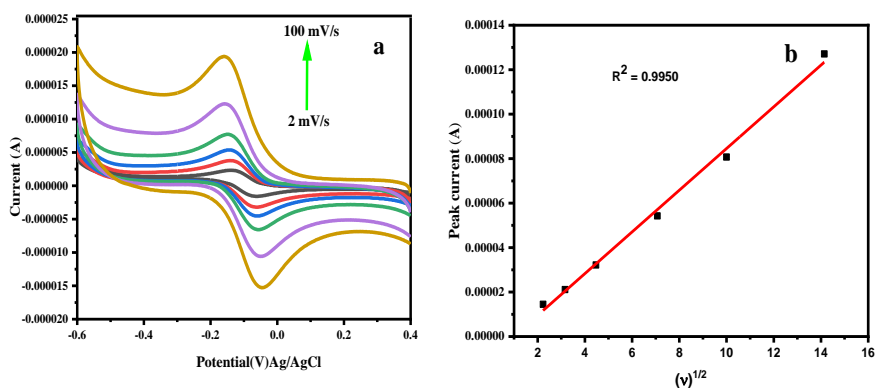 0.000025
0.000020
0.000015
0.000010
0.000005
0.000000
-0.000005
-0.000010
-0.000015
-0.000020
Current (A)
-0.6 -0.4 -0.2 0.0 0.2 0.4
Potential(V)Ag/AgCl
100 mV/s
a
2 mV/s
0.00014
0.00012
0.00010
0.00008
0.00006
0.00004
0.00002
0.00000
Peak current (A)
2 4 6 8 10 12 14 16
(ν)^1/2
b
R^2 = 0.9950